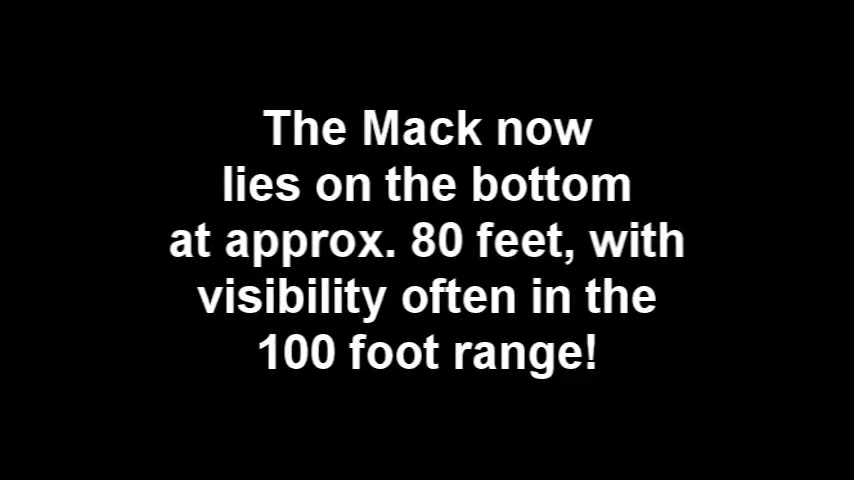 The Mack now
lies on the bottom
at approx. 80 feet, with
visibility often in the
100 foot range!